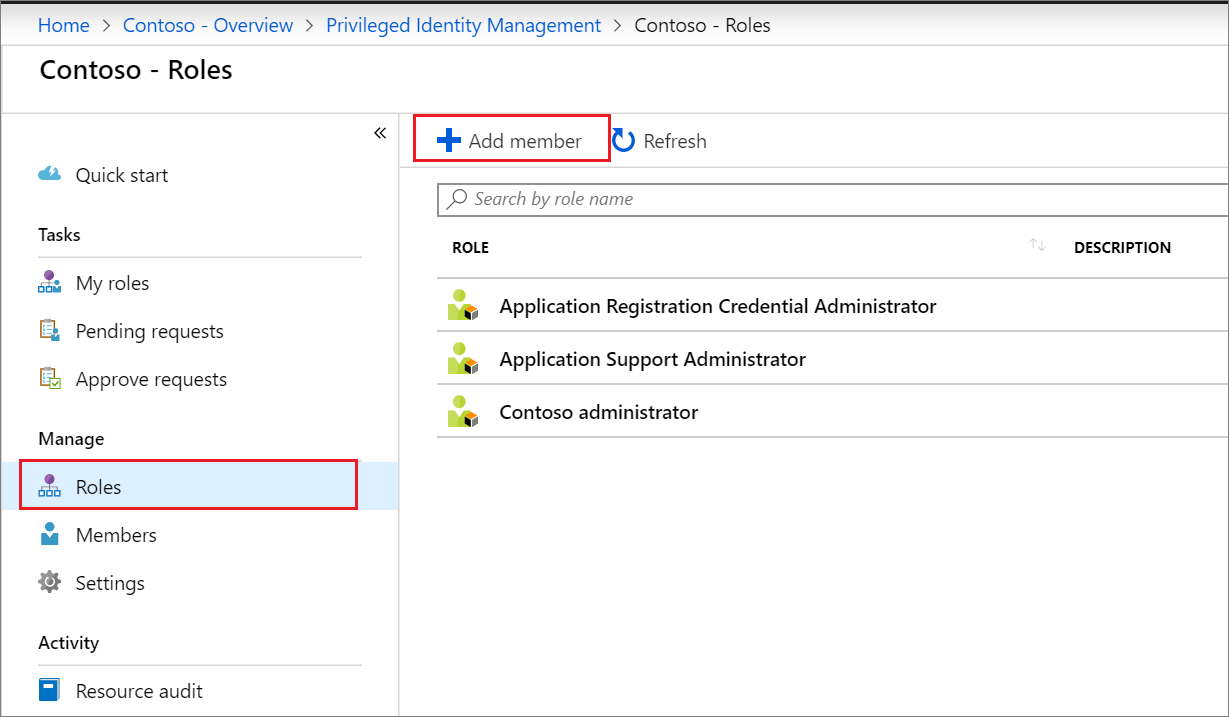 Home > Contoso - Overview > Privileged Identity Management > Contoso - Roles
Contoso - Roles
«
Quick start
Tasks
My roles
Pending requests
Approve requests
Manage
Roles
Members
Settings
Activity
Resource audit
Add member Refresh
Search by role name
ROLE DESCRIPTION
Application Registration Credential Administrator
Application Support Administrator
Contoso administrator